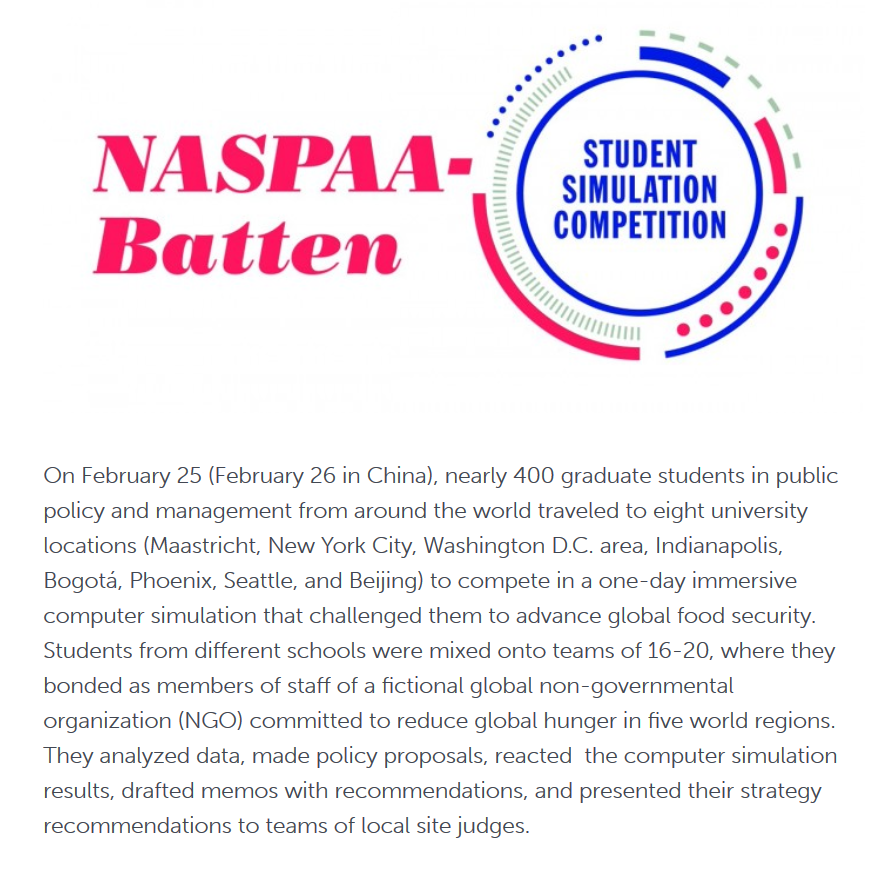 NASPAA-
Batten
STUDENT
SIMULATION
COMPETITION
On February 25 (February 26 in China), nearly 400 graduate students in public
policy and management from around the world traveled to eight university
locations (Maastricht, New York City, Washington D.C. area, Indianapolis,
Bogotá, Phoenix, Seattle, and Beijing) to compete in a one-day immersive
computer simulation that challenged them to advance global food security.
Students from different schools were mixed onto teams of 16-20, where they
bonded as members of staff of a fictional global non-governmental
organization (NGO) committed to reduce global hunger in five world regions.
They analyzed data, made policy proposals, reacted  the computer simulation
results, drafted memos with recommendations, and presented their strategy
recommendations to teams of local site judges.